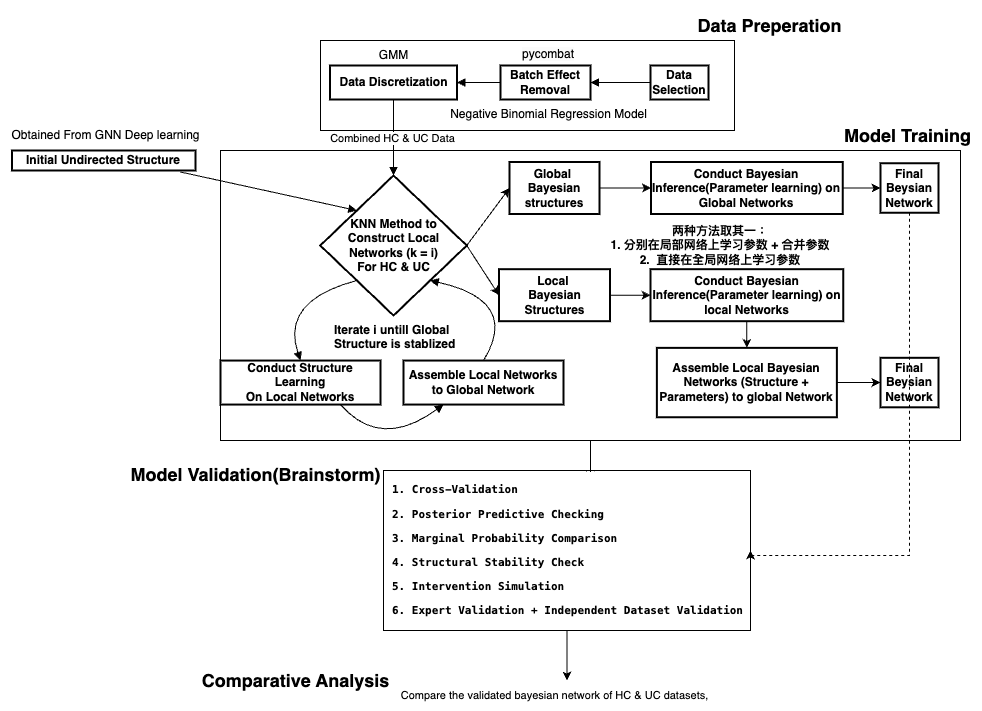 Data Preperation
GMM
pycombat
Data Discretization
Batch Effect
Removal
Data
Selection
Negative Binomial Regression Model
Obtained From GNN Deep learning
Initial Undirected Structure
Combined HC & UC Data
Model Training
KNN Method to
Construct Local
Networks (k = i)
For HC & UC
Global
Bayesian
structures
Conduct Bayesian
Inference(Parameter learning) on
Global Networks
Final
Beysian
Network
两种方法取其一：
1. 分别在局部网络上学习参数 + 合并参数
2. 直接在全局网络上学习参数
Local
Bayesian
Structures
Conduct Bayesian
Inference(Parameter learning) on
local Networks
Iterate i untill Global
Structure is stablized
Conduct Structure
Learning
On Local Networks
Assemble Local Networks
to Global Network
Assemble Local Bayesian
Networks (Structure +
Parameters) to global Network
Final
Beysian
Network
Model Validation(Brainstorm)
1. Cross-Validation
2. Posterior Predictive Checking
3. Marginal Probability Comparison
4. Structural Stability Check
5. Intervention Simulation
6. Expert Validation + Independent Dataset Validation
Comparative Analysis
Compare the validated bayesian network of HC & UC datasets,